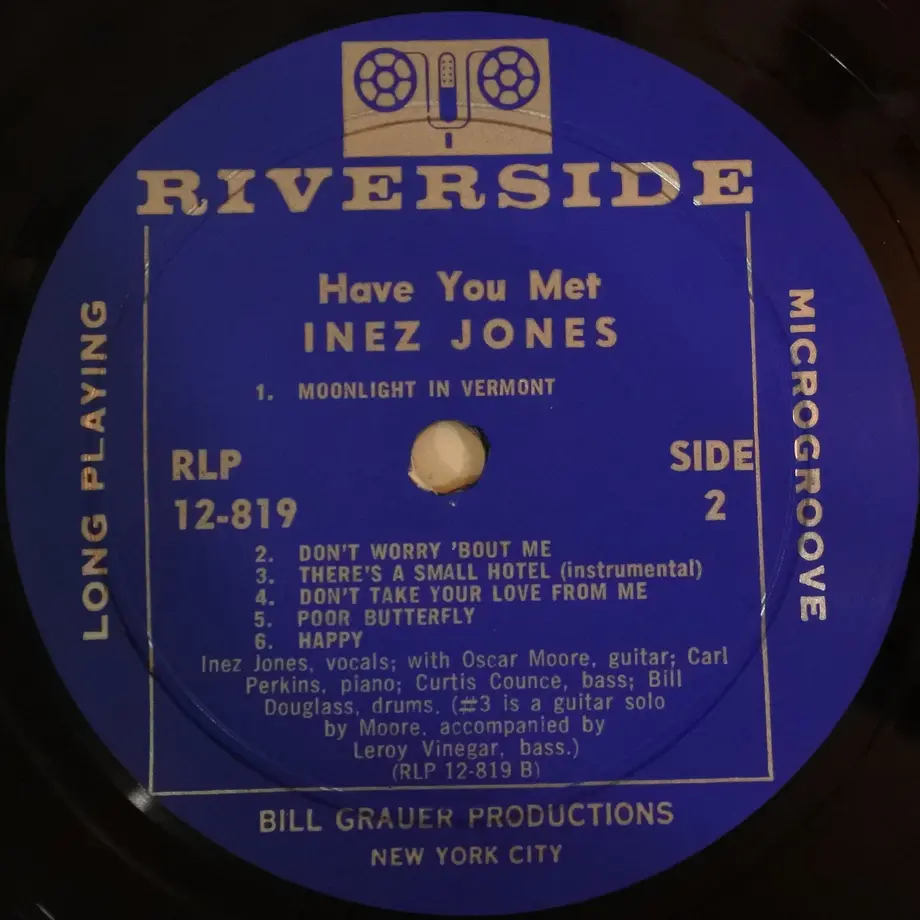 RIVERSIDE
Have You Met
INEZ JONES
1. MOONLIGHT IN VERMONT
LONG PLAYING
MICROGROOVE
RLP
12-819
SIDE
2
2. DON'T WORRY 'BOUT ME
3. THERE'S A SMALL HOTEL (instrumental)
4. DON'T TAKE YOUR LOVE FROM ME
5. POOR BUTTERFLY
6. HAPPY
Inez Jones, vocals; with Oscar Moore, guitar; Carl
Perkins, piano; Curtis Counce, bass; Bill
Douglass, drums. (#3 is a guitar solo
by Moore, accompanied by
Leroy Vinegar, bass.)
(RLP 12-819 B)
BILL GRAUER PRODUCTIONS
NEW YORK CITY